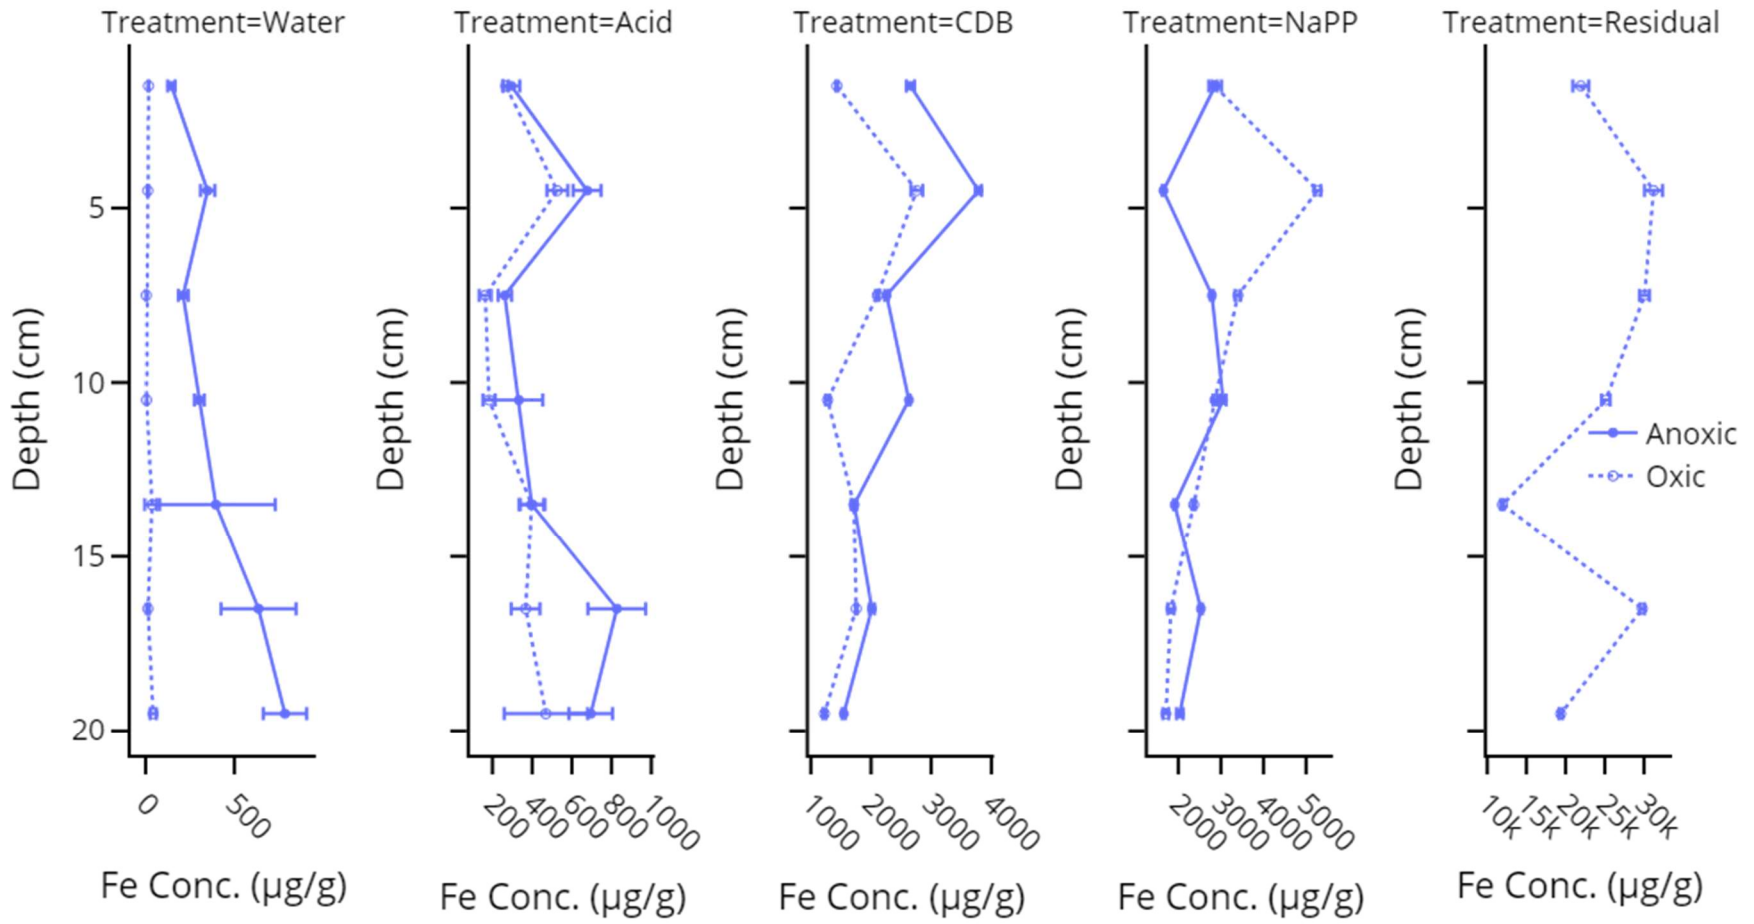 Treatment=Water
Treatment=Acid
Treatment=CDB
Treatment=NaPP
Treatment=Residual
5
10
15
20
Depth (cm)
Depth (cm)
Depth (cm)
Depth (cm)
Depth (cm)
Anoxic
Oxic
0
500
200
400
600
800
1000
1000
2000
3000
4000
2000
3000
4000
5000
10k
15k
20k
25k
30k
Fe Conc. (µg/g)
Fe Conc. (µg/g)
Fe Conc. (µg/g)
Fe Conc. (µg/g)
Fe Conc. (µg/g)